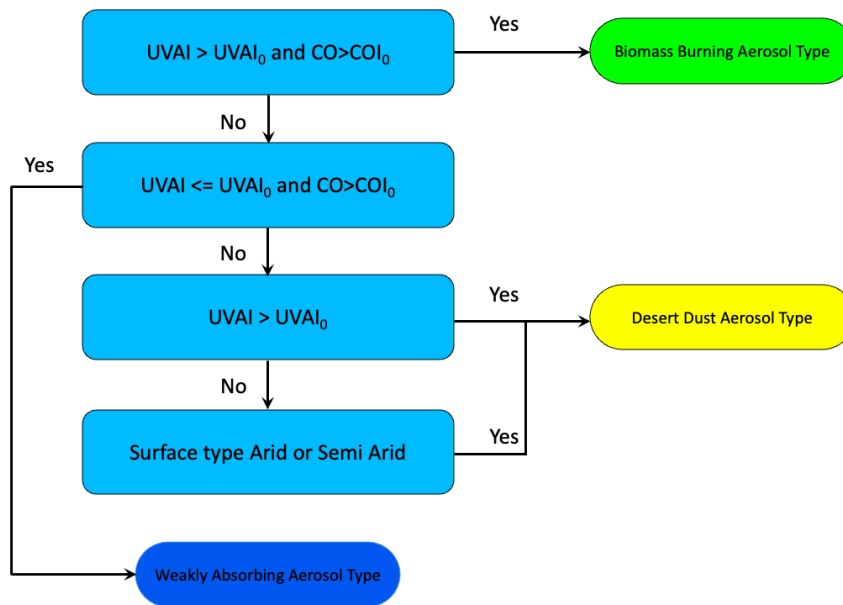 UVAI > UVAI₀ and CO>COI₀
Yes
Biomass Burning Aerosol Type
No
Yes
UVAI <= UVAI₀ and CO>COI₀
No
UVAI > UVAI₀
Yes
Desert Dust Aerosol Type
No
Surface type Arid or Semi Arid
Yes
Weakly Absorbing Aerosol Type